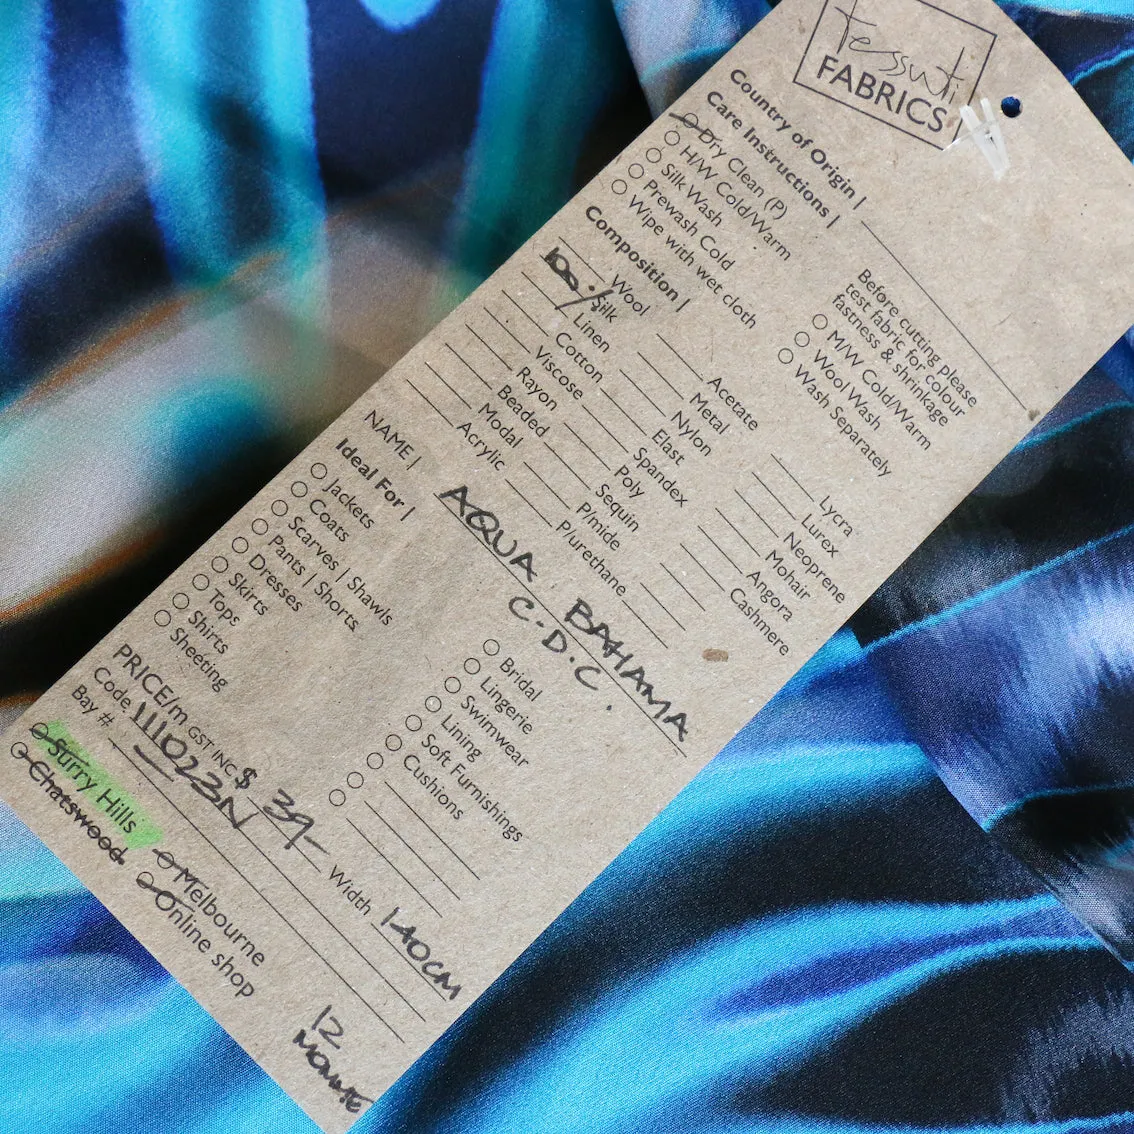 tessuti
FABRICS
Country of Origin |
Care Instructions |
Dry Clean (P)
H/W Cold/Warm
Silk Wash
Prewash Cold
Wipe with wet cloth
Before cutting please
test fabric for colour
fastness & shrinkage
M/W Cold/Warm
Wool Wash
Wash Separately
Composition |
Wool
100% Silk
Linen
Cotton
Viscose
Rayon
Beaded
Modal
Acrylic
Acetate
Metal
Nylon
Elast
Spandex
Poly
Sequin
P/mide
P/urethane
Lycra
Lurex
Neoprene
Mohair
Angora
Cashmere
NAME | AQUA BAHAMA
C.D.C.
Ideal For |
Jackets
Coats
Scarves | Shawls
Pants | Shorts
Dresses
Skirts
Tops
Shirts
Sheeting
Bridal
Lingerie
Swimwear
Lining
Soft Furnishings
Cushions
PRICE/m GST INC $ 39- Width 140CM
Code 111023N
Bay #
Surry Hills
Chatswood
Melbourne
Online shop
12
MOMME